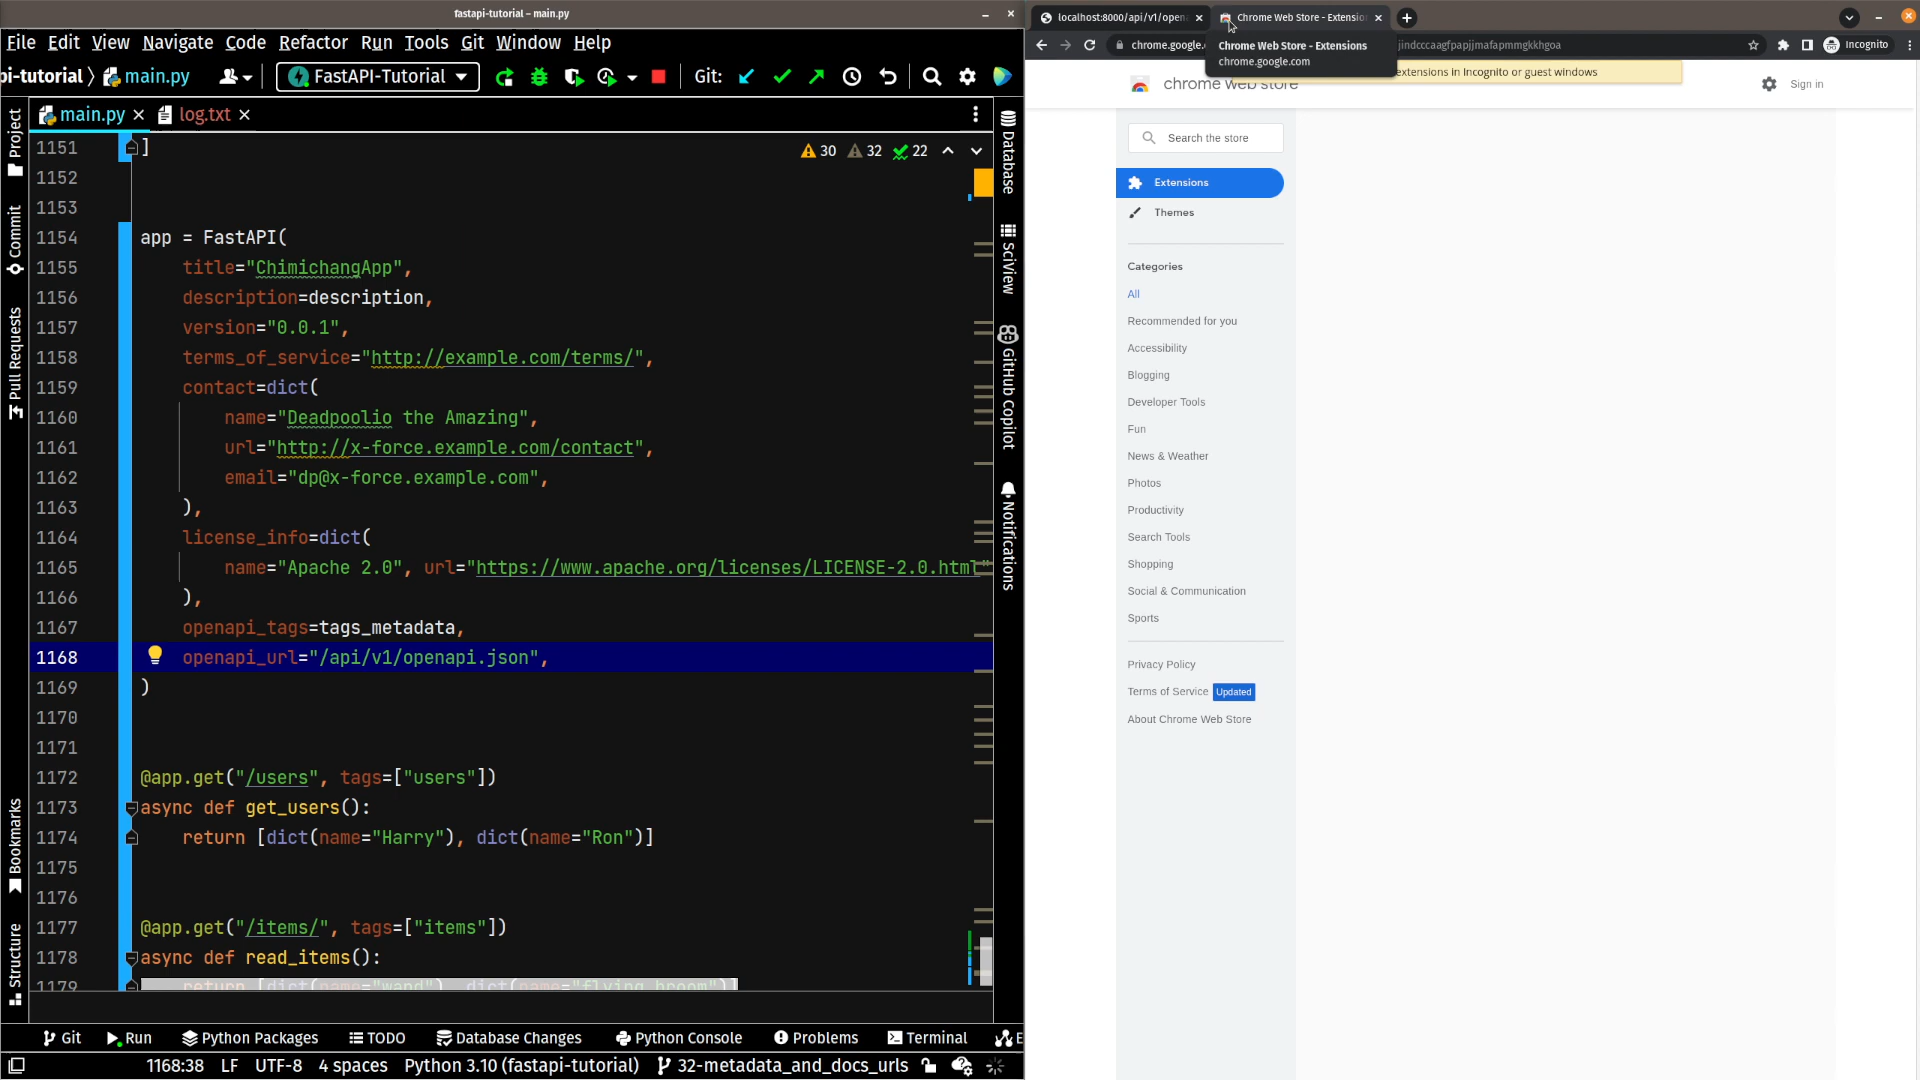 fastapi-tutorial – main.py
File Edit View Navigate Code Refactor Run Tools Git Window Help
pi-tutorial main.py FastAPI-Tutorial Git:
main.py log.txt
30 32 22
1151 ]
1152
1153
1154 app = FastAPI(
1155 title="ChimichangApp",
1156 description=description,
1157 version="0.0.1",
1158 terms_of_service="http://example.com/terms/",
1159 contact=dict(
1160 name="Deadpoolio the Amazing",
1161 url="http://x-force.example.com/contact",
1162 email="dp@x-force.example.com",
1163 ),
1164 license_info=dict(
1165 name="Apache 2.0", url="https://www.apache.org/licenses/LICENSE-2.0.html"
1166 ),
1167 openapi_tags=tags_metadata,
1168 openapi_url="/api/v1/openapi.json",
1169 )
1170
1171
1172 @app.get("/users", tags=["users"])
1173 async def get_users():
1174 return [dict(name="Harry"), dict(name="Ron")]
1175
1176
1177 @app.get("/items/", tags=["items"])
1178 async def read_items():
1179 return [dict(name="wand"), dict(name="flying broom")]
Project
Commit
Pull Requests
Bookmarks
Structure
Database
SciView
GitHub Copilot
Notifications
Git Run Python Packages TODO Database Changes Python Console Problems Terminal E
1168:38 LF UTF-8 4 spaces Python 3.10 (fastapi-tutorial) 32-metadata_and_docs_urls
localhost:8000/api/v1/open
Chrome Web Store - Extensio
chrome.google.
jindcccaagfpapjjmafapmmgkkhgoa
Incognito
Chrome Web Store - Extensions
chrome.google.com
extensions in Incognito or guest windows
chrome web store
Sign in
Search the store
Extensions
Themes
Categories
All
Recommended for you
Accessibility
Blogging
Developer Tools
Fun
News & Weather
Photos
Productivity
Search Tools
Shopping
Social & Communication
Sports
Privacy Policy
Terms of Service Updated
About Chrome Web Store